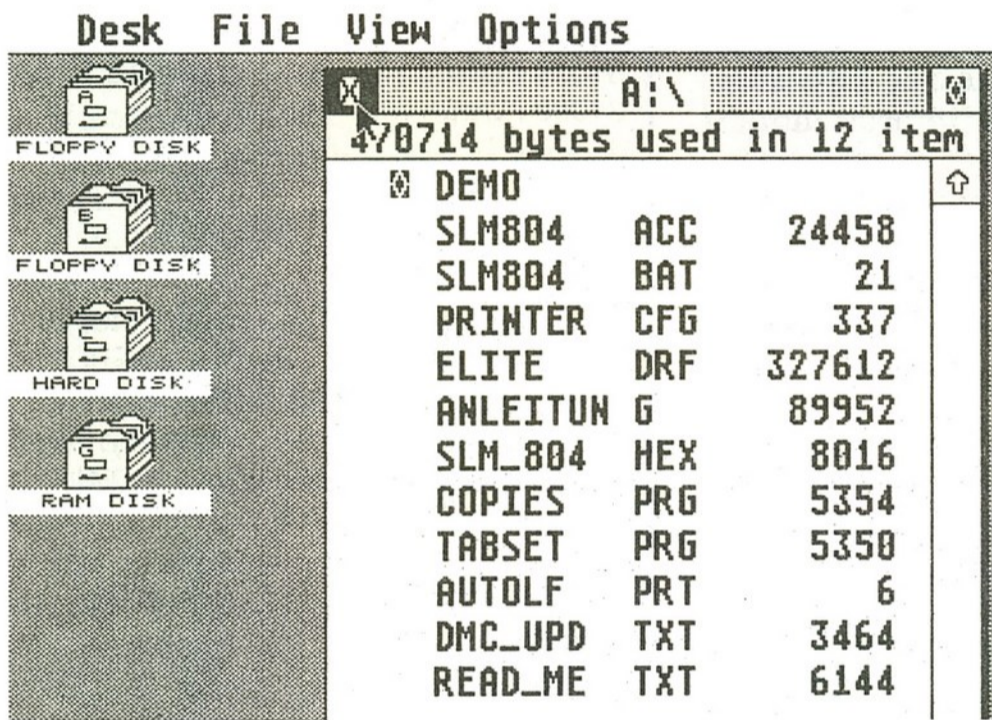 Desk File View Options
A
FLOPPY DISK
B
FLOPPY DISK
C
HARD DISK
G
RAM DISK
A:\
470714 bytes used in 12 item
DEMO
SLM804 ACC 24458
SLM804 BAT 21
PRINTER CFG 337
ELITE DRF 327612
ANLEITUN G 89952
SLM_804 HEX 8016
COPIES PRG 5354
TABSET PRG 5350
AUTOLF PRT 6
DMC_UPD TXT 3464
READ_ME TXT 6144